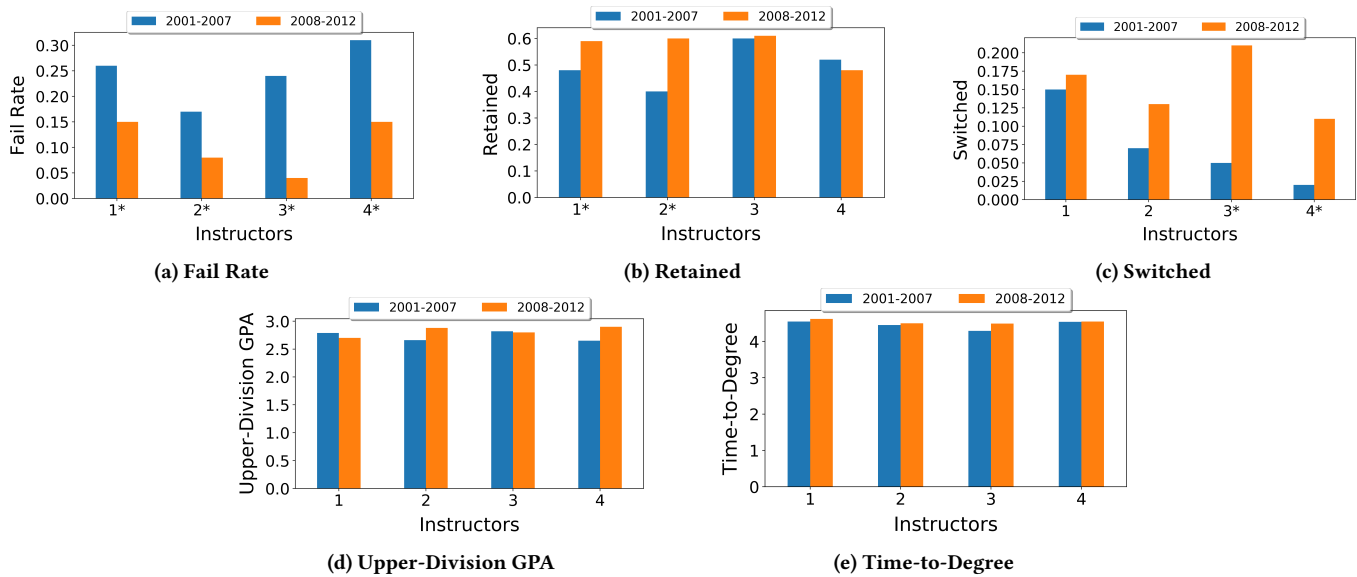 2001-2007 2008-2012
0.30
0.25
0.20
0.15
0.10
0.05
0.00
Fail Rate
1* 2* 3* 4*
Instructors
(a) Fail Rate
2001-2007 2008-2012
0.6
0.5
0.4
0.3
0.2
0.1
0.0
Retained
1* 2* 3 4
Instructors
(b) Retained
2001-2007 2008-2012
0.200
0.175
0.150
0.125
0.100
0.075
0.050
0.025
0.000
Switched
1 2 3* 4*
Instructors
(c) Switched
2001-2007 2008-2012
3.0
2.5
2.0
1.5
1.0
0.5
0.0
Upper-Division GPA
1 2 3 4
Instructors
(d) Upper-Division GPA
2001-2007 2008-2012
4
3
2
1
0
Time-to-Degree
1 2 3 4
Instructors
(e) Time-to-Degree